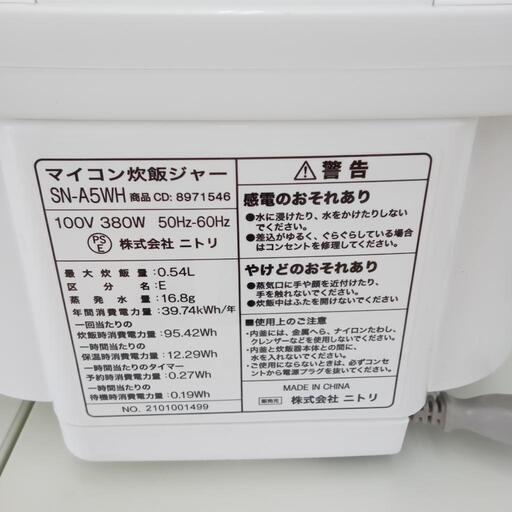 マイコン炊飯ジャー
SN-A5WH 商品 CD: 8971546
100V 380W 50Hz-60Hz
PS
E
株式会社 ニトリ
最大炊飯量:0.54L
区分名:E
蒸発水量:16.8g
年間消費電力量:39.74kWh/年
一回当たりの
炊飯時消費電力量:95.42Wh
一時間当たりの
保温時消費電力量:12.29Wh
一時間当たりのタイマー
予約時消費電力量:0.27Wh
一時間当たりの
待機時消費電力量:0.19Wh
NO. 2101001499
警告
感電のおそれあり
●水に浸けたり、水をかけたりしない
でください。
●差込がゆるく、ぐらぐらしている場合
はコンセントを修理してください。
やけどのおそれあり
●蒸気口に手や顔を近付けたり、
手を触れないでください。
●炊飯中はふたを開けないでください。
■使用上のご注意
・内釜には、金属へら、ナイロンたわし、
クレンザーなどを使用しないでください。
・内釜と炊飯器本体との間に、
水や米などを入れないでください。
・ご使用にならないときは、必ずコンセ
ントから電源プラグを抜いてください。
MADE IN CHINA
販売元 株式会社 ニトリ